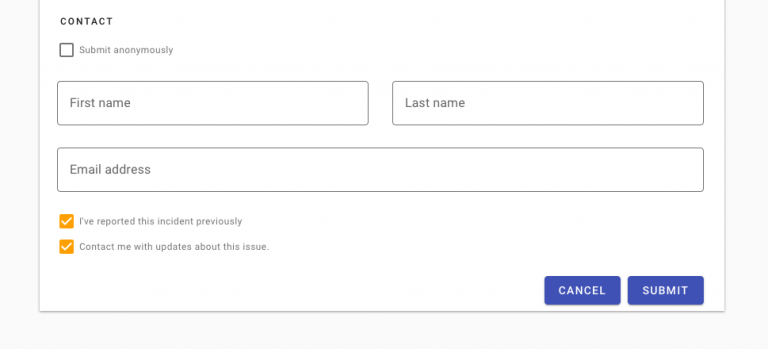 CONTACT
Submit anonymously
First name Last name
Email address
I've reported this incident previously
Contact me with updates about this issue.
CANCEL SUBMIT